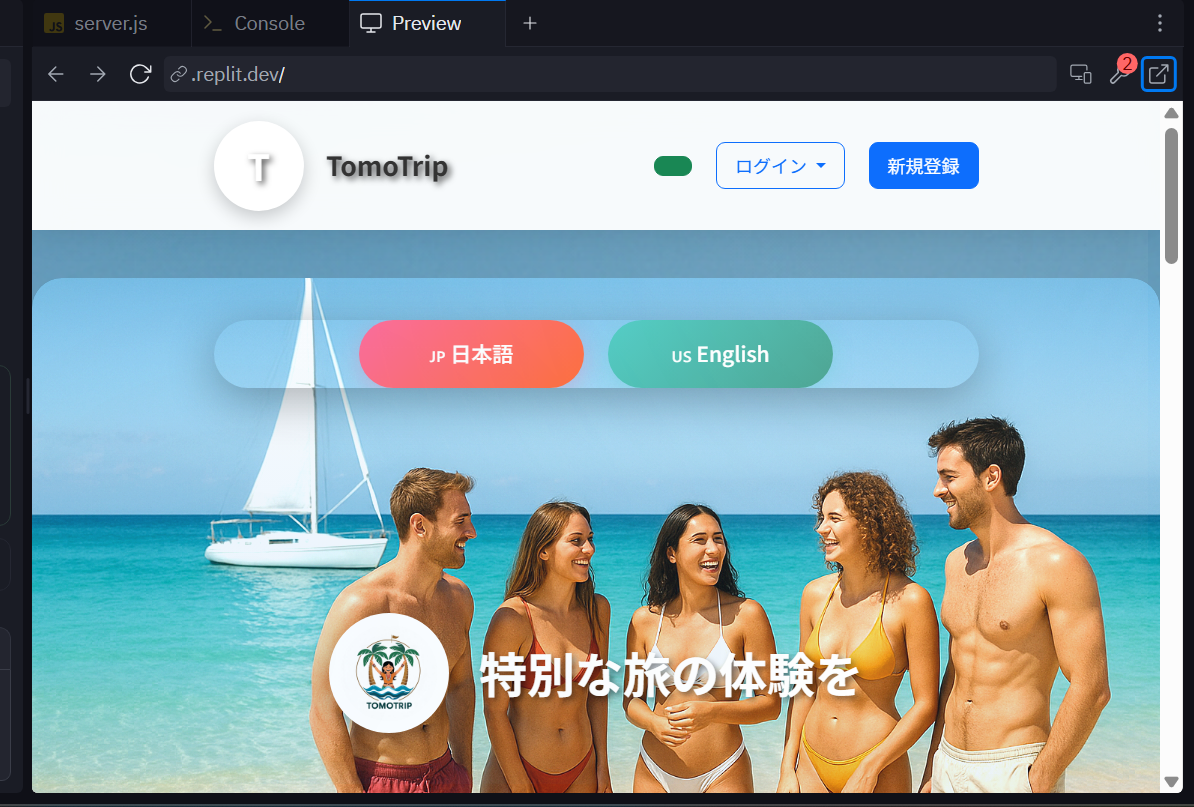 JS server.js
Console
Preview
.replit.dev/
2
T
TomoTrip
ログイン
新規登録
JP 日本語
US English
TOMOTRIP
特別な旅の体験を